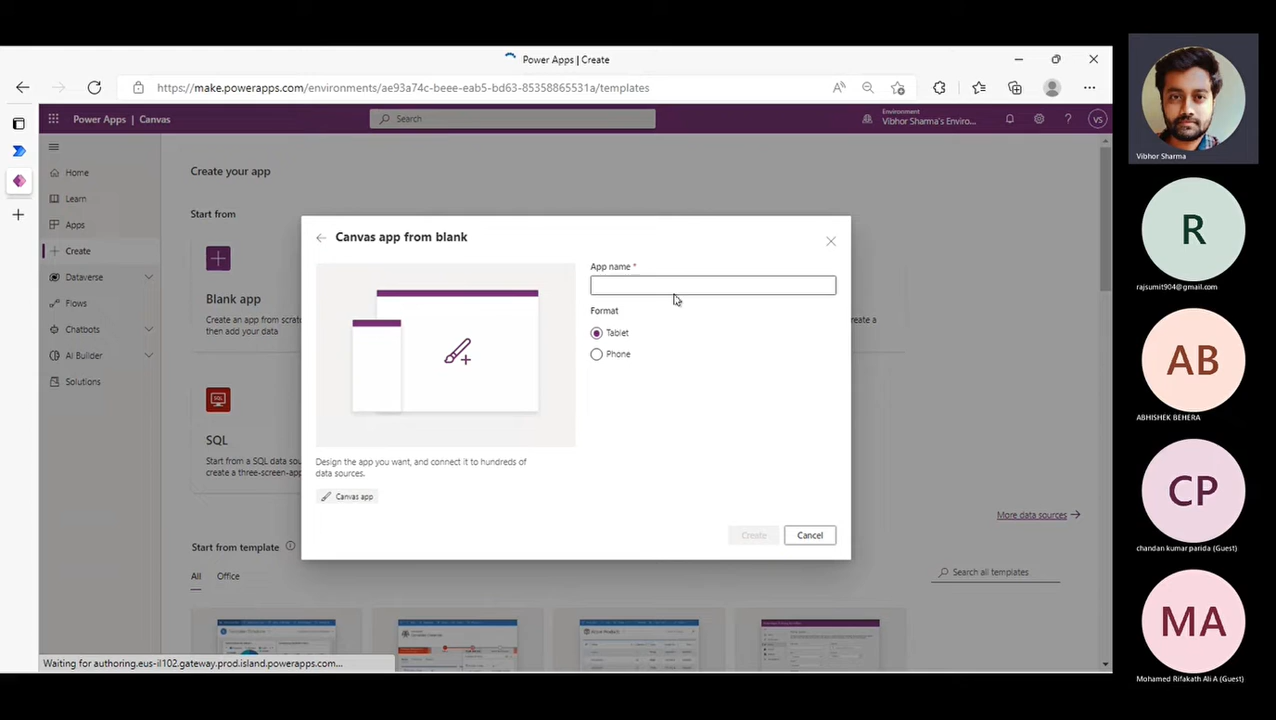 Power Apps | Create
https://make.powerapps.com/environments/ae93a74c-beee-eab5-bd63-85358865531a/templates
Power Apps | Canvas
Search
Environment
Vibhor Sharma's Enviro...
VS
Home
Learn
Apps
Create
Dataverse
Flows
Chatbots
AI Builder
Solutions
Create your app
Start from
Blank app
Create an app from scrat
then add your data.
create a
SQL
Start from a SQL data sou
create a three-screen-app
More data sources
Start from template
All
Office
Search all templates
Canvas app from blank
App name *
Format
Tablet
Phone
Design the app you want, and connect it to hundreds of
data sources.
Canvas app
Create
Cancel
Waiting for authoring.eus-il102.gateway.prod.island.powerapps.com...
Vibhor Sharma
R
rajsumit904@gmail.com
AB
ABHISHEK BEHERA
CP
chandan kumar parida (Guest)
MA
Mohamed Rifakath Ali A (Guest)